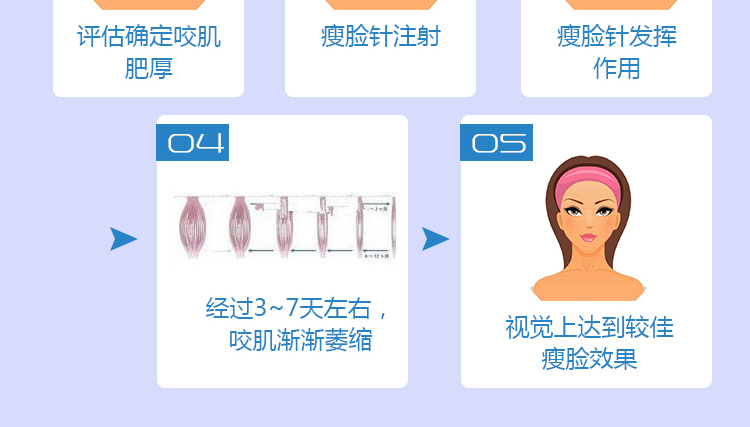 评估确定咬肌
肥厚
瘦脸针注射
瘦脸针发挥
作用
04
经过3~7天左右，
咬肌渐渐萎缩
05
视觉上达到较佳
瘦脸效果